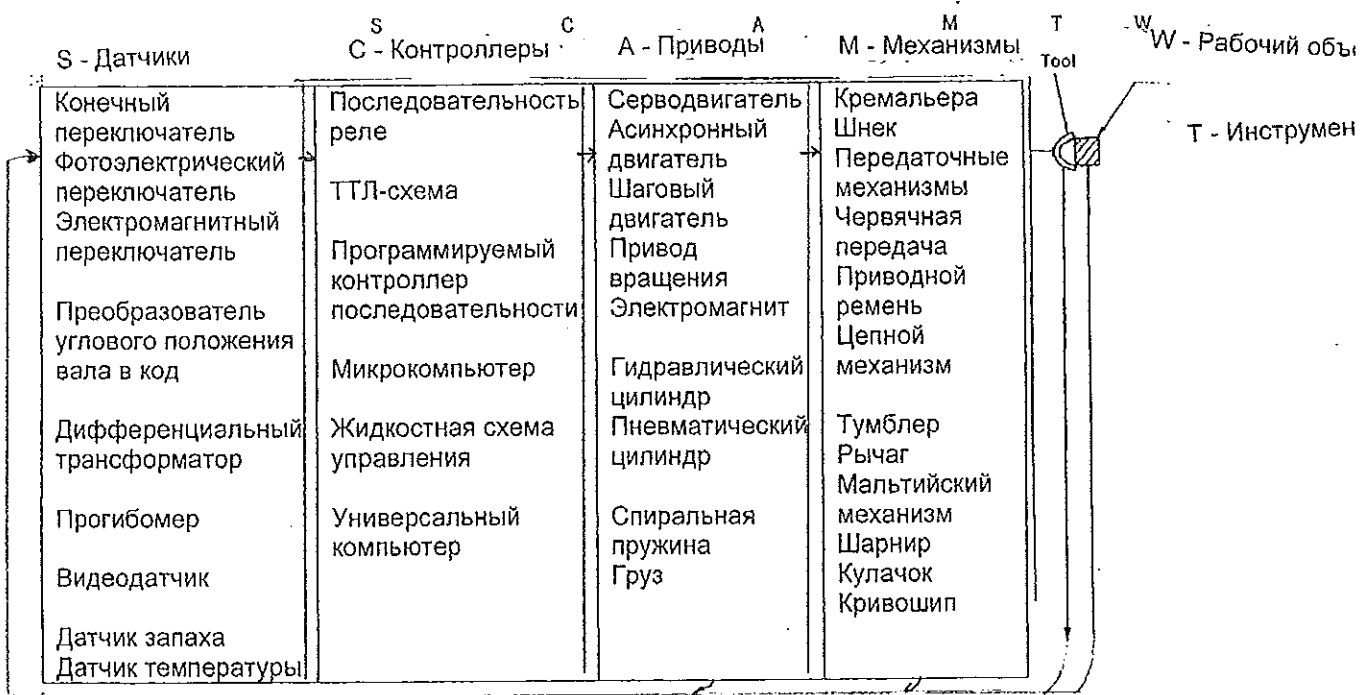 S C A M T W
S - Датчики
C - Контроллеры
A - Приводы
M - Механизмы
W - Рабочий объ
Tool
T - Инструмен
Конечный
переключатель
Фотоэлектрический
переключатель
Электромагнитный
переключатель
Преобразователь
углового положения
вала в код
Дифференциальный
трансформатор
Прогибомер
Видеодатчик
Датчик запаха
Датчик температуры
Последовательность
реле
ТТЛ-схема
Программируемый
контроллер
последовательности
Микрокомпьютер
Жидкостная схема
управления
Универсальный
компьютер
Серводвигатель
Асинхронный
двигатель
Шаговый
двигатель
Привод
вращения
Электромагнит
Гидравлический
цилиндр
Пневматический
цилиндр
Спиральная
пружина
Груз
Кремальера
Шнек
Передаточные
механизмы
Червячная
передача
Приводной
ремень
Цепной
механизм
Тумблер
Рычаг
Мальтийский
механизм
Шарнир
Кулачок
Кривошип